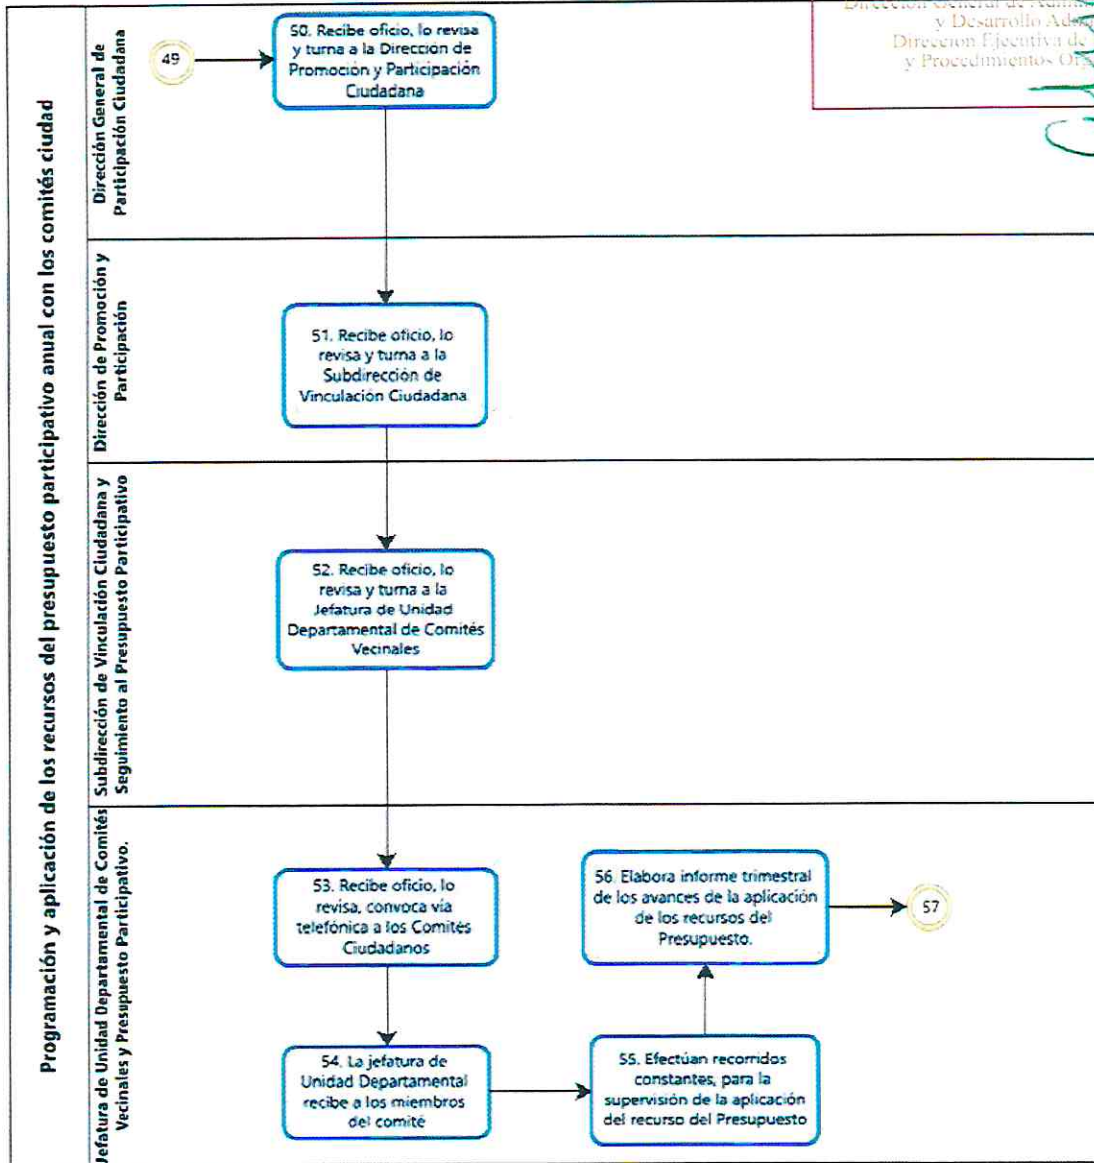 Programación y aplicación de los recursos del presupuesto participativo anual con los comités ciudad
Dirección General de
Participación Ciudadana
49
50. Recibe oficio, lo revisa
y turna a la Dirección de
Promoción y Participación
Ciudadana
Dirección General de
y Desarrollo
Dirección Ejecutiva de
y Procedimientos
Dirección de Promoción y
Participación
51. Recibe oficio, lo
revisa y turna a la
Subdirección de
Vinculación Ciudadana
Subdirección de Vinculación Ciudadana y
Seguimiento al Presupuesto Participativo
52. Recibe oficio, lo
revisa y turna a la
Jefatura de Unidad
Departamental de Comités
Vecinales
Jefatura de Unidad Departamental de Comités
Vecinales y Presupuesto Participativo.
53. Recibe oficio, lo
revisa, convoca vía
telefónica a los Comités
Ciudadanos
54. La jefatura de
Unidad Departamental
recibe a los miembros
del comité
55. Efectúan recorridos
constantes, para la
supervisión de la aplicación
del recurso del Presupuesto
56. Elabora informe trimestral
de los avances de la aplicación
de los recursos del
Presupuesto.
57